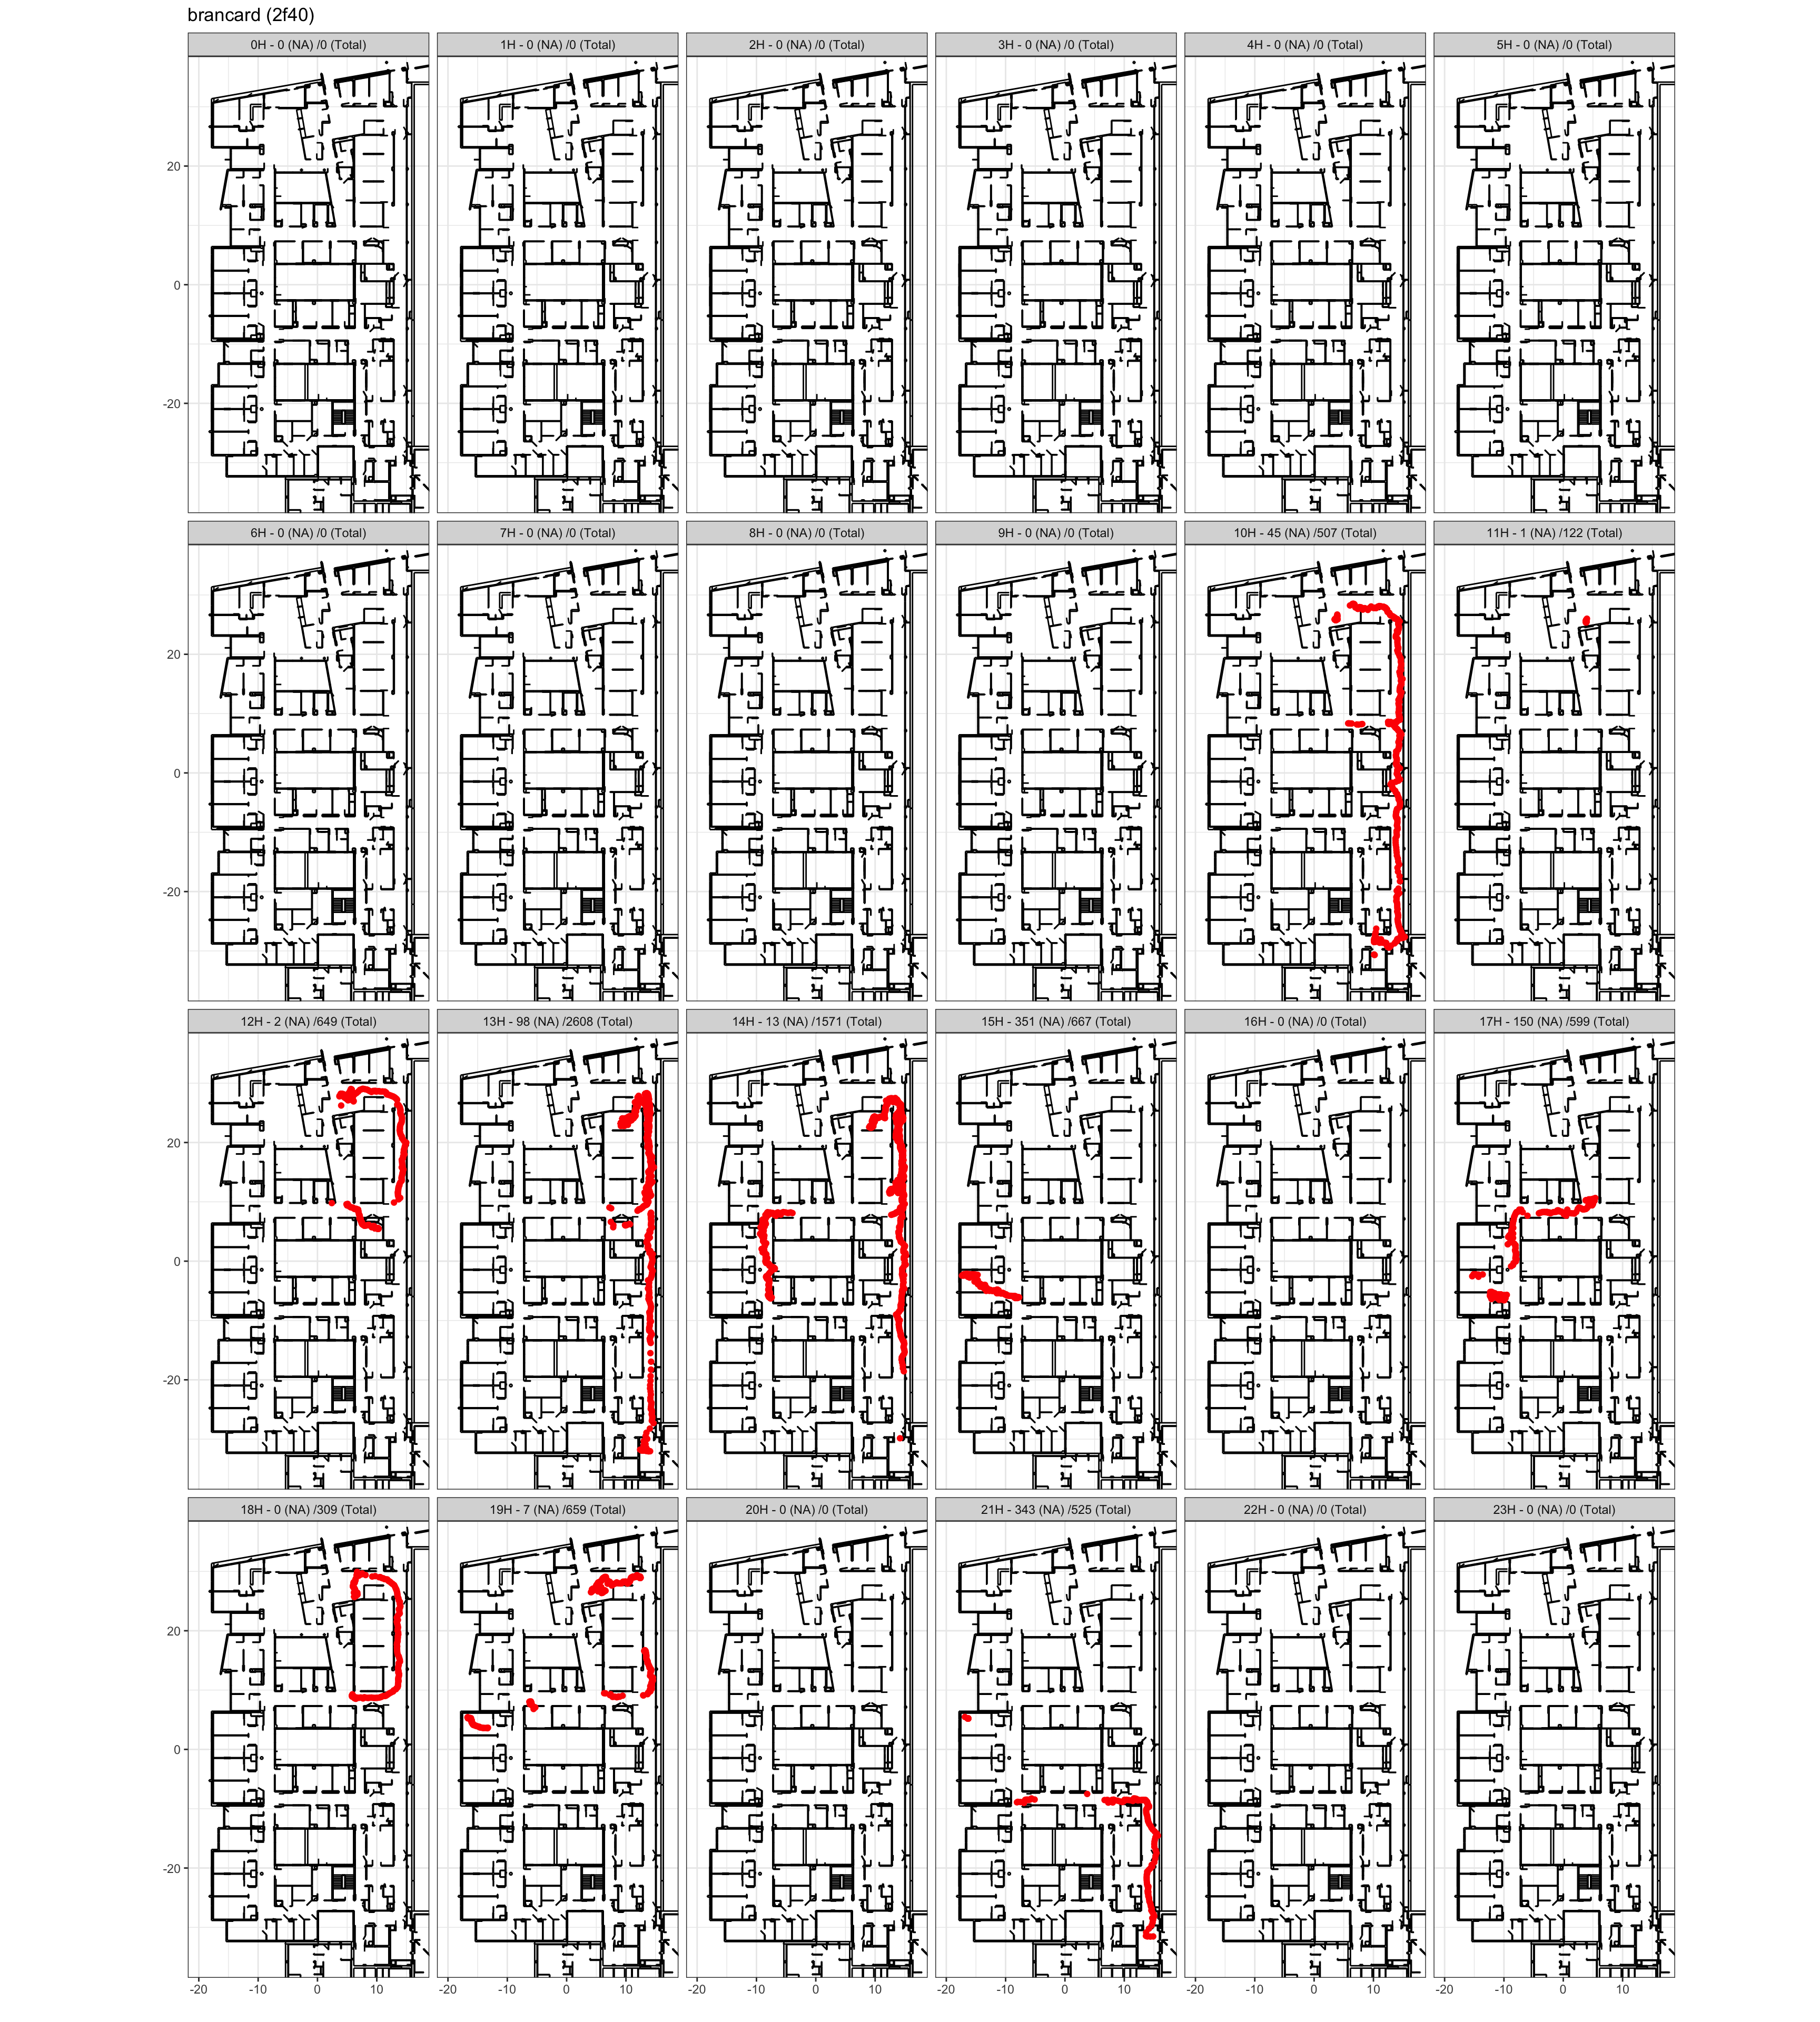 brancard (2f40)
0H - 0 (NA) /0 (Total) 1H - 0 (NA) /0 (Total) 2H - 0 (NA) /0 (Total) 3H - 0 (NA) /0 (Total) 4H - 0 (NA) /0 (Total) 5H - 0 (NA) /0 (Total)
20
0
-20
6H - 0 (NA) /0 (Total) 7H - 0 (NA) /0 (Total) 8H - 0 (NA) /0 (Total) 9H - 0 (NA) /0 (Total) 10H - 45 (NA) /507 (Total) 11H - 1 (NA) /122 (Total)
20
0
-20
12H - 2 (NA) /649 (Total) 13H - 98 (NA) /2608 (Total) 14H - 13 (NA) /1571 (Total) 15H - 351 (NA) /667 (Total) 16H - 0 (NA) /0 (Total) 17H - 150 (NA) /599 (Total)
20
0
-20
18H - 0 (NA) /309 (Total) 19H - 7 (NA) /659 (Total) 20H - 0 (NA) /0 (Total) 21H - 343 (NA) /525 (Total) 22H - 0 (NA) /0 (Total) 23H - 0 (NA) /0 (Total)
20
0
-20
-20 -10 0 10 -20 -10 0 10 -20 -10 0 10 -20 -10 0 10 -20 -10 0 10 -20 -10 0 10